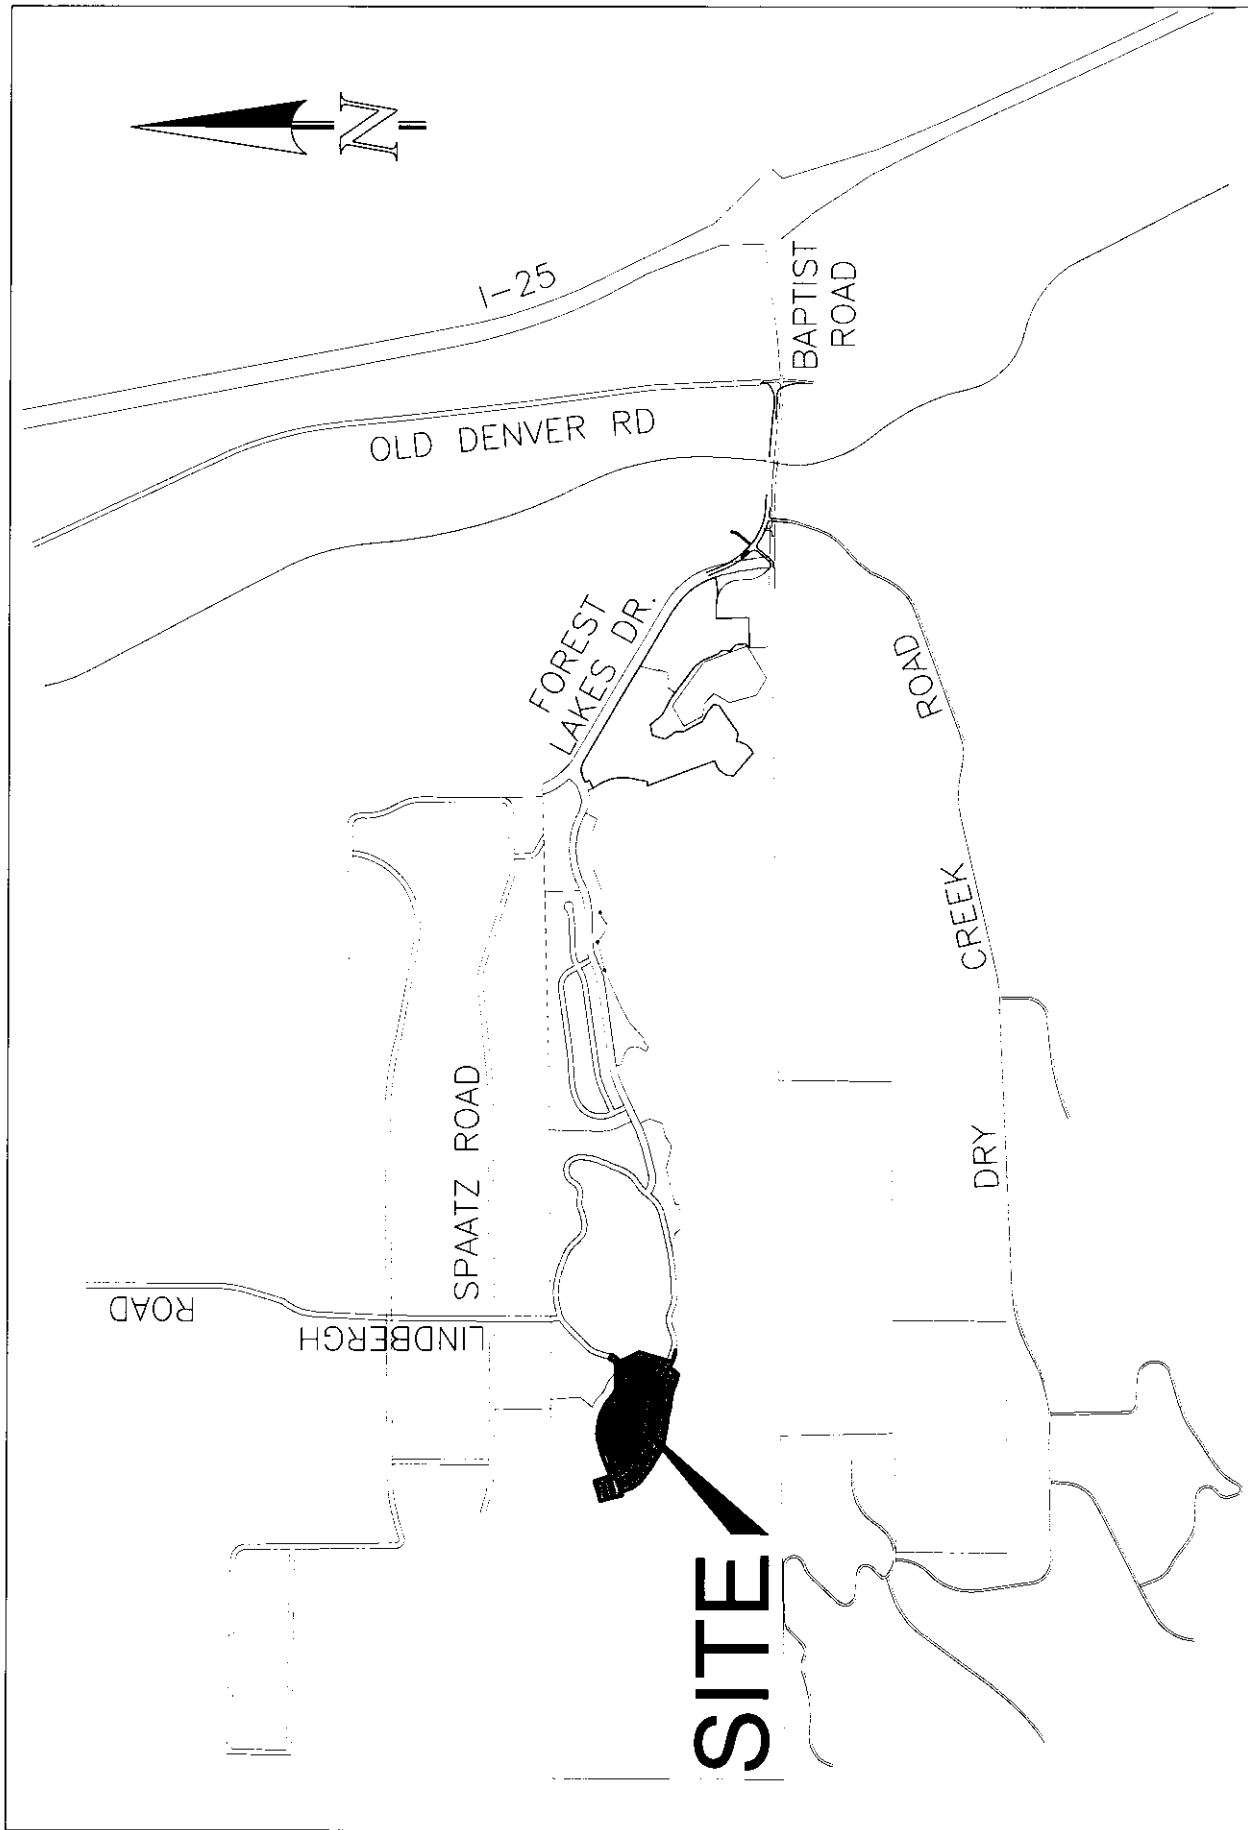 N
I-25
OLD DENVER RD
BAPTIST
ROAD
FOREST
LAKES DR.
SPAATZ ROAD
LINDBERGH
ROAD
DRY CREEK ROAD
SITE